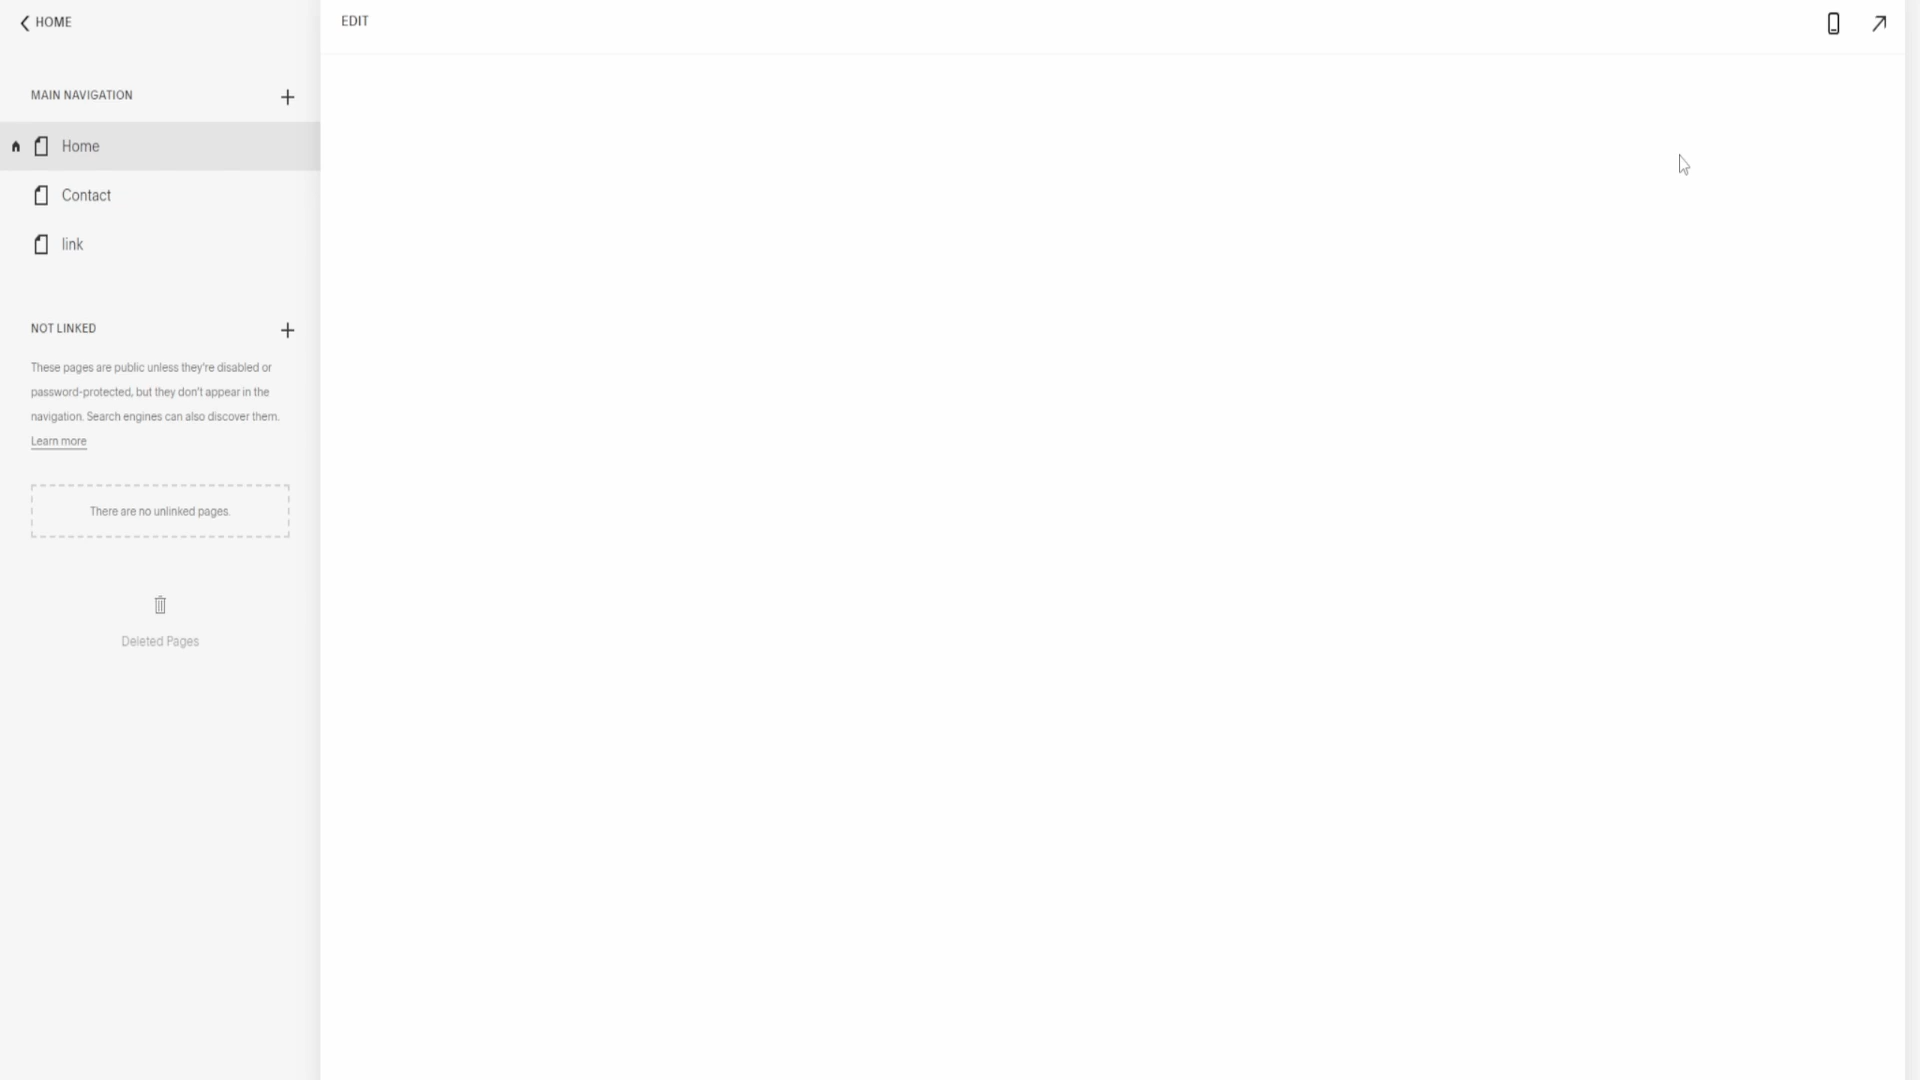 HOME
EDIT
MAIN NAVIGATION
Home
Contact
link
NOT LINKED
These pages are public unless they're disabled or
password-protected, but they don't appear in the
navigation. Search engines can also discover them.
Learn more
There are no unlinked pages.
Deleted Pages